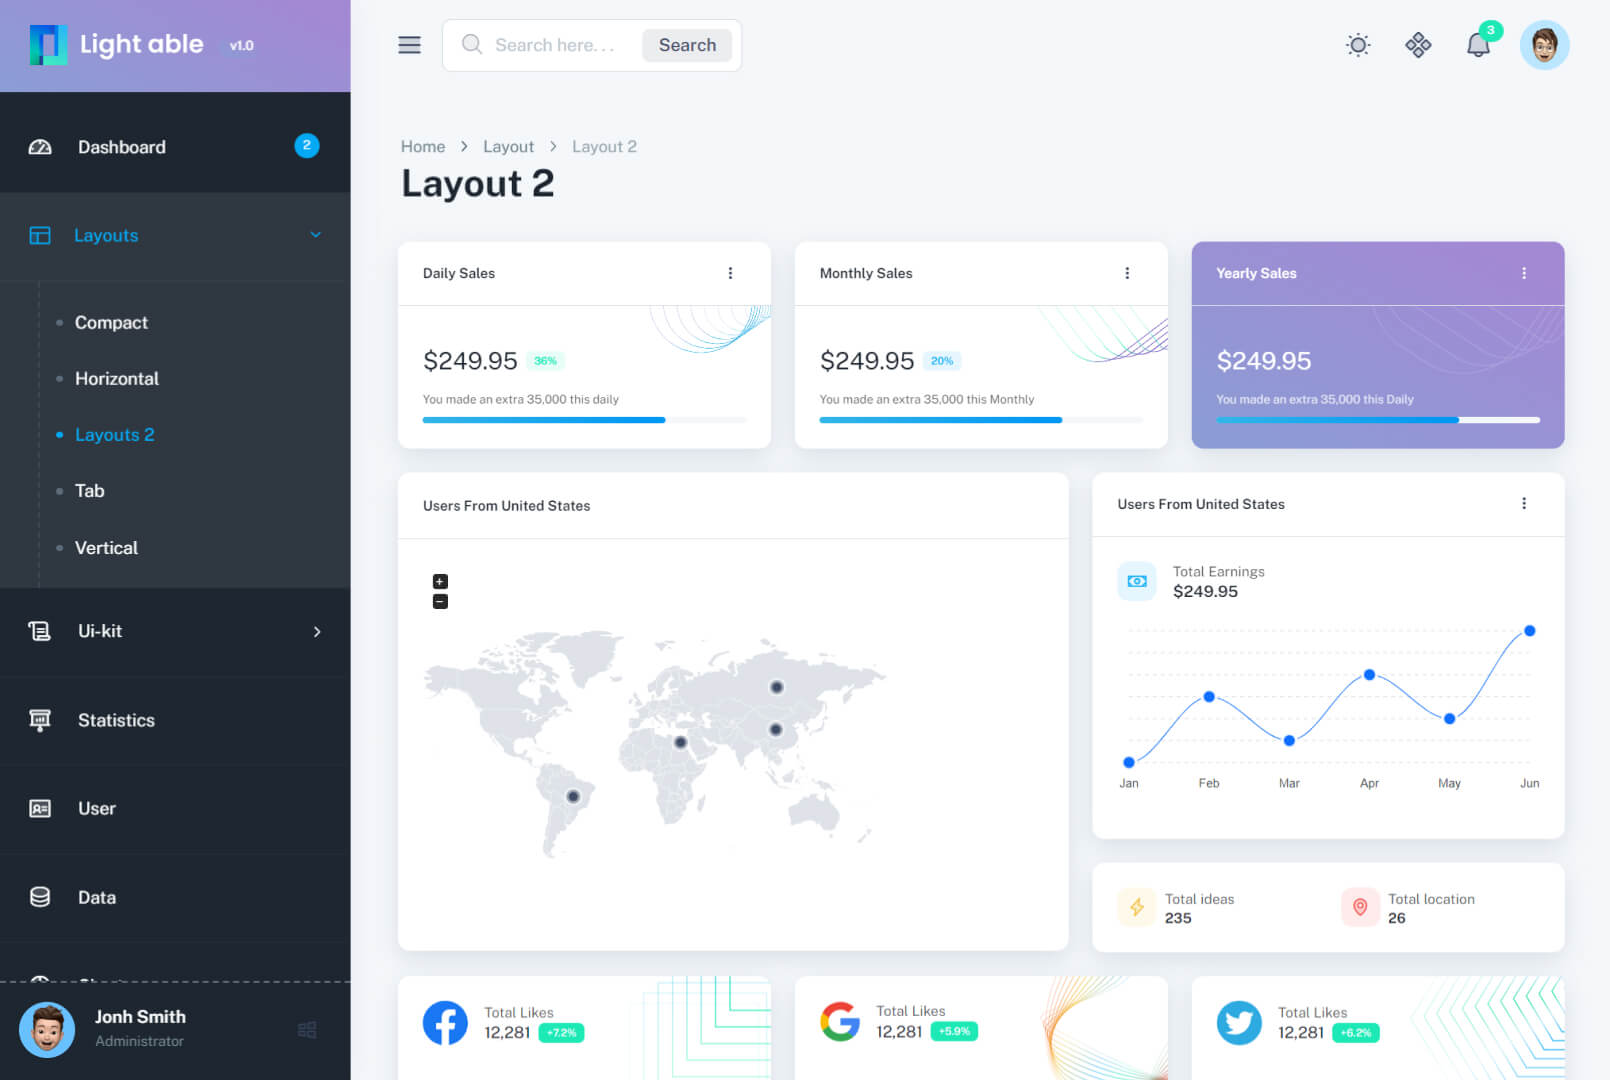 Light able v1.0
Dashboard 2
Layouts
Compact
Horizontal
Layouts 2
Tab
Vertical
Ui-kit
Statistics
User
Data
Jonh Smith
Administrator
Search here... Search
3
Home > Layout > Layout 2
Layout 2
Daily Sales
$249.95 36%
You made an extra 35,000 this daily
Monthly Sales
$249.95 20%
You made an extra 35,000 this Monthly
Yearly Sales
$249.95
You made an extra 35,000 this Daily
Users From United States
+
−
Users From United States
Total Earnings
$249.95
Jan Feb Mar Apr May Jun
Total ideas
235
Total location
26
Total Likes
12,281 +7.2%
Total Likes
12,281 +5.9%
Total Likes
12,281 +6.2%